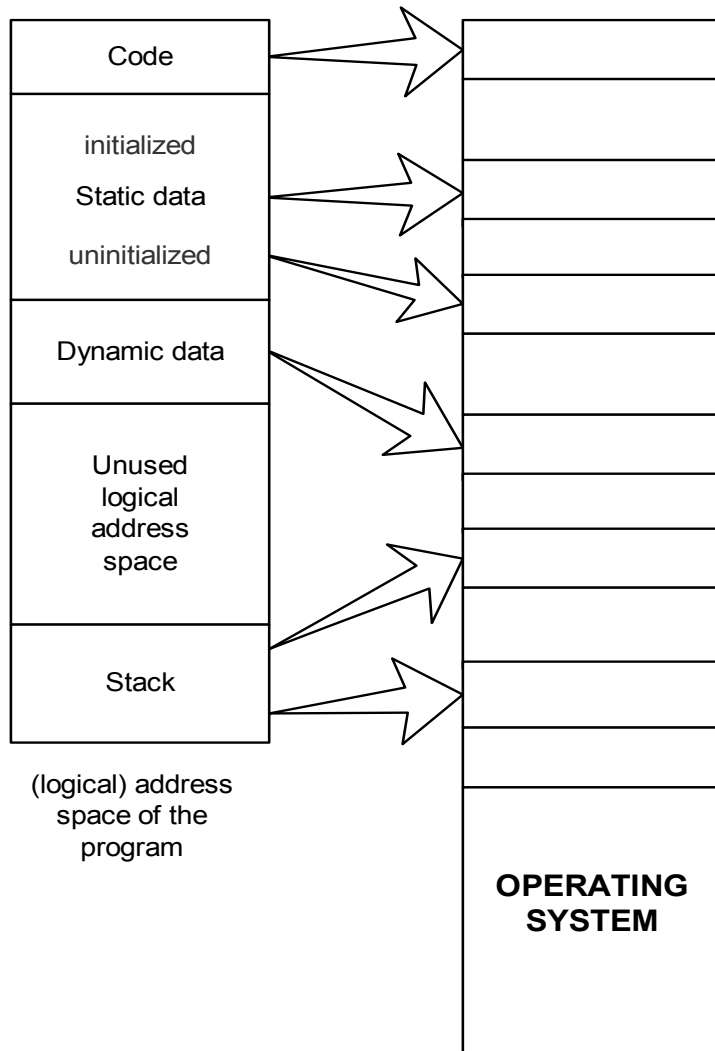 Code
initialized
Static data
uninitialized
Dynamic data
Unused
logical
address
space
Stack
(logical) address
space of the
program
OPERATING
SYSTEM